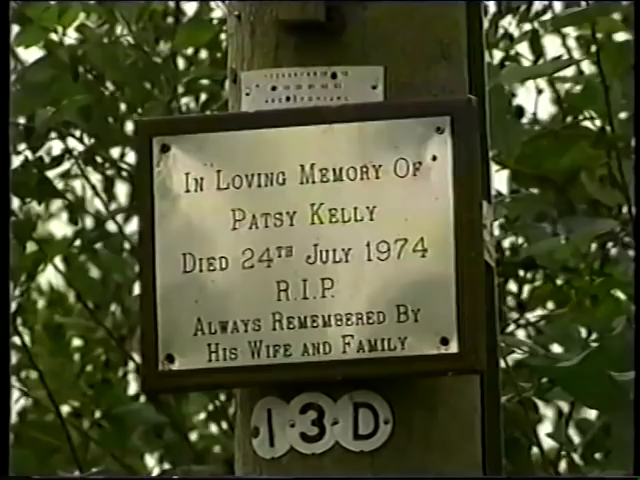 In Loving Memory Of
Patsy Kelly
Died 24th July 1974
R.I.P.
Always Remembered By
His Wife and Family
13D